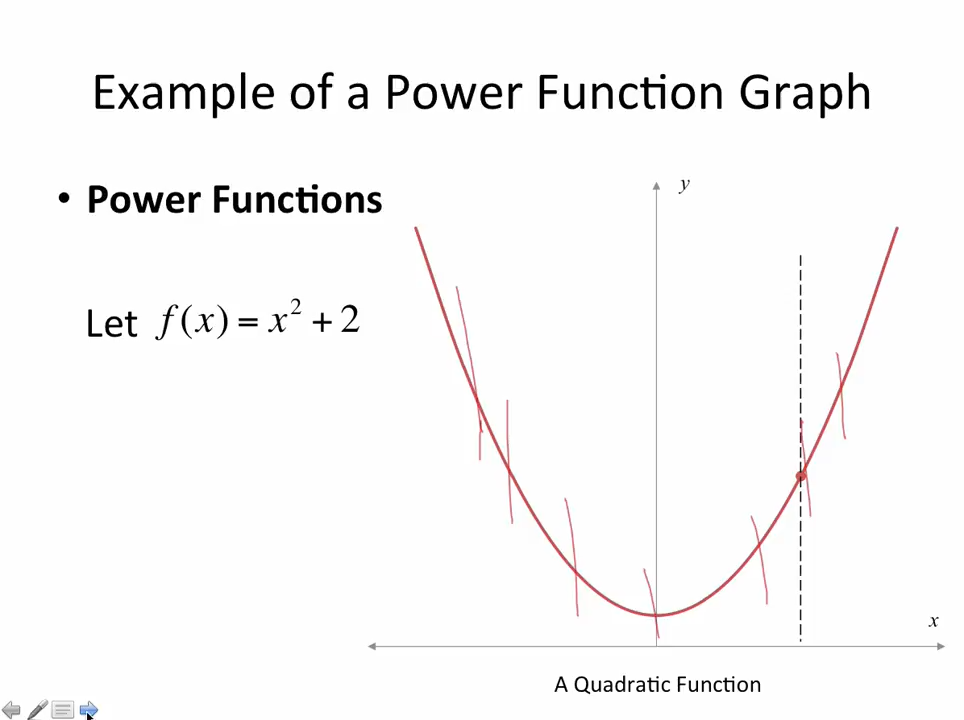 Example of a Power Function Graph
• Power Functions
Let f(x) = x² + 2
y
x
A Quadratic Function